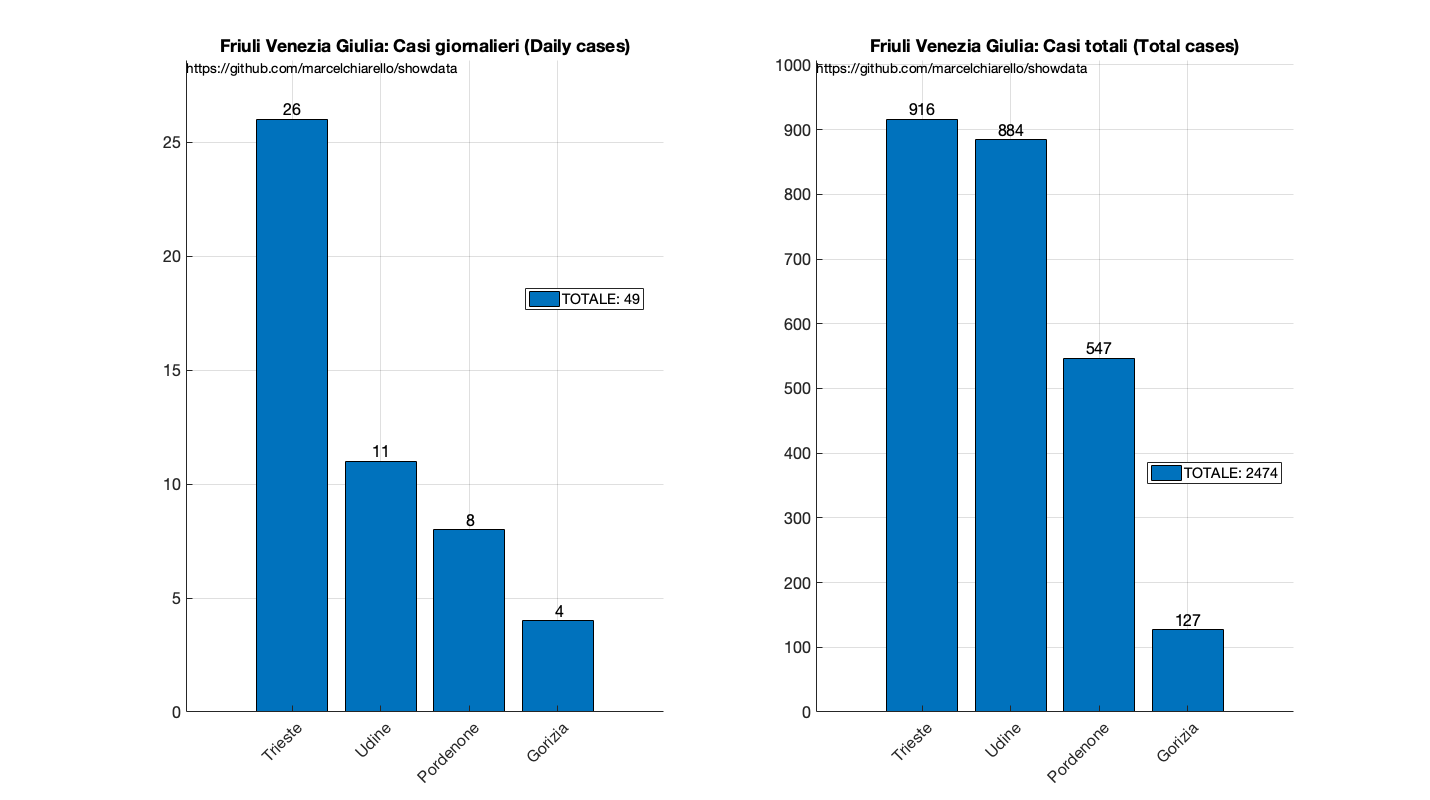 Friuli Venezia Giulia: Casi giornalieri (Daily cases)
https://github.com/marcelchiarello/showdata
26
25
20
TOTALE: 49
15
11
10
8
5
4
0
Trieste
Udine
Pordenone
Gorizia
Friuli Venezia Giulia: Casi totali (Total cases)
1000
https://github.com/marcelchiarello/showdata
916
900
884
800
700
600
547
500
400
TOTALE: 2474
300
200
127
100
0
Trieste
Udine
Pordenone
Gorizia